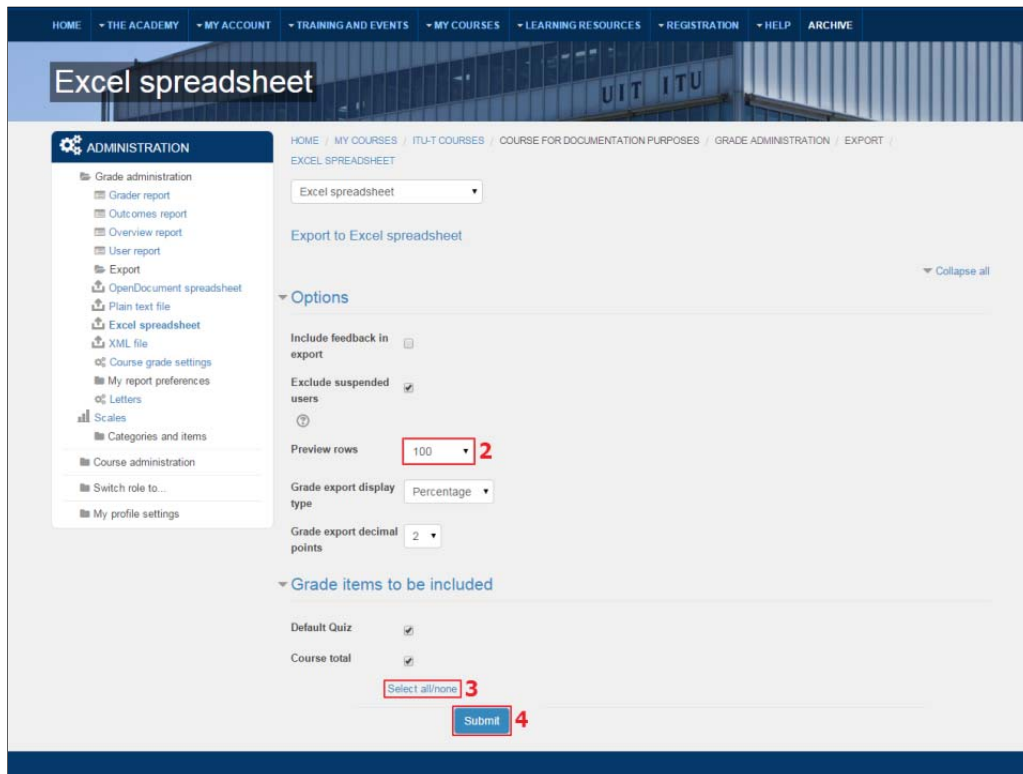 HOME THE ACADEMY MY ACCOUNT TRAINING AND EVENTS MY COURSES LEARNING RESOURCES REGISTRATION HELP ARCHIVE
Excel spreadsheet
UIT ITU
ADMINISTRATION
Grade administration
Grader report
Outcomes report
Overview report
User report
Export
OpenDocument spreadsheet
Plain text file
Excel spreadsheet
XML file
Course grade settings
My report preferences
Letters
Scales
Categories and items
Course administration
Switch role to...
My profile settings
HOME / MY COURSES / ITU-T COURSES / COURSE FOR DOCUMENTATION PURPOSES / GRADE ADMINISTRATION / EXPORT /
EXCEL SPREADSHEET
Excel spreadsheet
Export to Excel spreadsheet
Collapse all
Options
Include feedback in
export
Exclude suspended
users
?
Preview rows 100 2
Grade export display
type
Percentage
Grade export decimal
points
2
Grade items to be included
Default Quiz
Course total
Select all/none 3
Submit 4